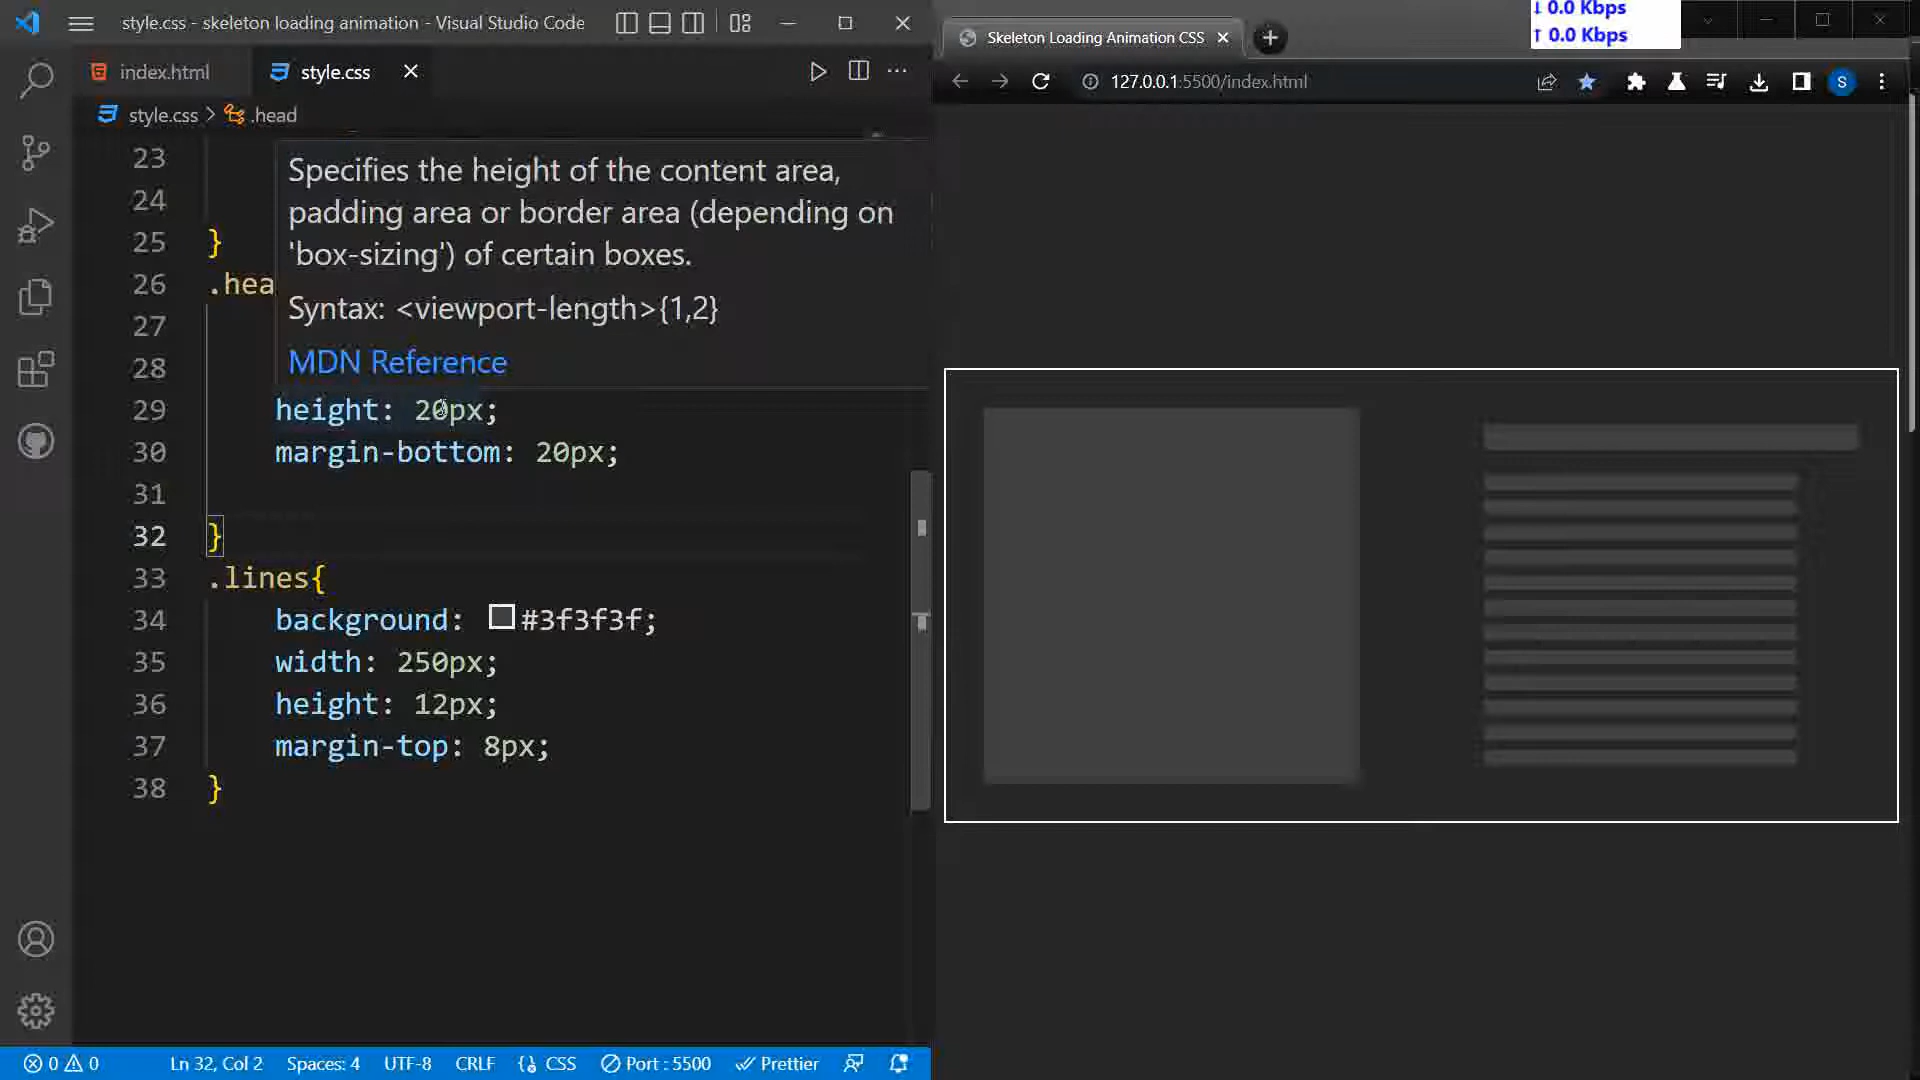 style.css - skeleton loading animation - Visual Studio Code
index.html
style.css
style.css > .head
23
Specifies the height of the content area,
24
padding area or border area (depending on
25 }
'box-sizing') of certain boxes.
26 .hea
27
Syntax: <viewport-length>{1,2}
28
MDN Reference
29 height: 20px;
30 margin-bottom: 20px;
31
32 }
33 .lines{
34 background: #3f3f3f;
35 width: 250px;
36 height: 12px;
37 margin-top: 8px;
38 }
0 0
Ln 32, Col 2
Spaces: 4
UTF-8
CRLF
{} CSS
Port : 5500
Prettier
↓ 0.0 Kbps
↑ 0.0 Kbps
Skeleton Loading Animation CSS
127.0.0.1:5500/index.html
S